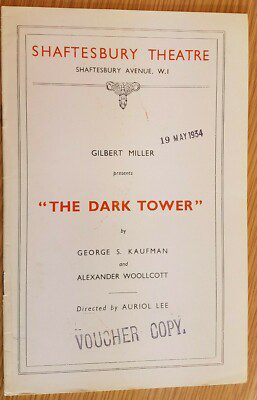 SHAFTESBURY THEATRE
SHAFTESBURY AVENUE, W.1
19 MAY 1934
GILBERT MILLER
presents
"THE DARK TOWER"
by
GEORGE S. KAUFMAN
and
ALEXANDER WOOLLCOTT
Directed by AURIOL LEE
VOUCHER COPY.